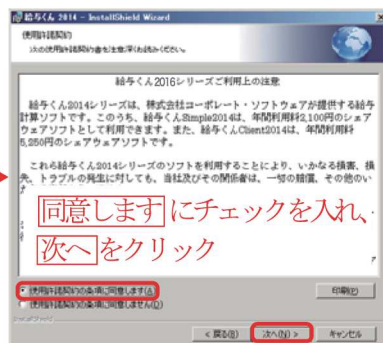 給与くん 2014 - InstallShield Wizard
使用許諾契約
次の使用許諾契約書を注意深くお読みください。
給与くん2016シリーズご利用上の注意
給与くん2014シリーズは、株式会社コーポレート・ソフトウェアが提供する給与
計算ソフトです。このうち、給与くんSimple2014は、年間利用料2,100円のシェア
ウェアソフトとして利用できます。また、給与くんClient2014は、年間利用料
5,250円のシェアウェアソフトです。
これら給与くん2014シリーズのソフトを利用することにより、いかなる損害、損
失、トラブルの発生に対しても、当社及びその関係者は、一切の賠償、その他のい
同意します にチェックを入れ、
次へ をクリック
使用許諾契約の条項に同意します(A)
印刷(P)
使用許諾契約の条項に同意しません(D)
InstallShield
< 戻る(B)
次へ(N) >
キャンセル